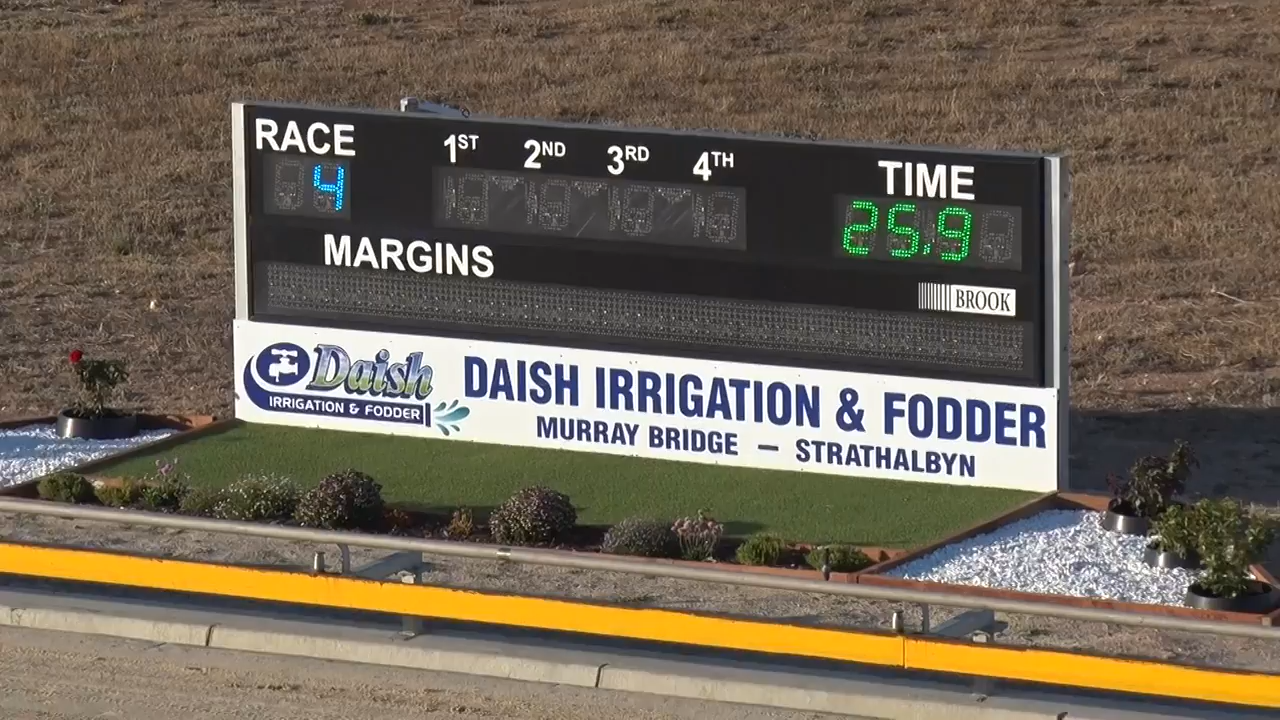 RACE 1ST 2ND 3RD 4TH TIME
4 25.9
MARGINS
BROOK
Daish
IRRIGATION & FODDER
DAISH IRRIGATION & FODDER
MURRAY BRIDGE – STRATHALBYN